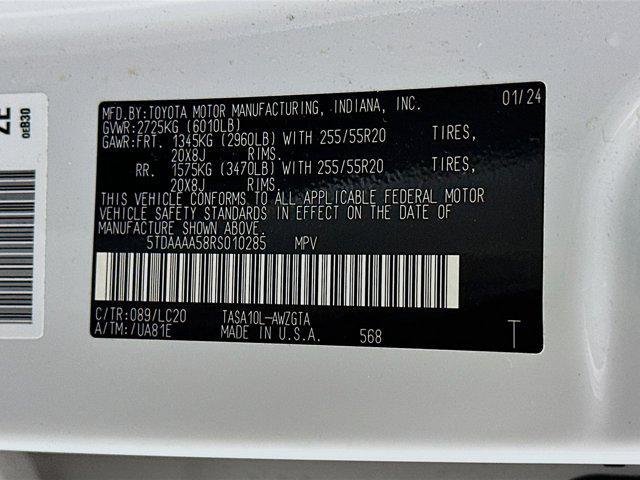 MFD.BY:TOYOTA MOTOR MANUFACTURING, INDIANA, INC. 01/24
GVWR:2725KG (6010LB)
GAWR:FRT. 1345KG (2960LB) WITH 255/55R20 TIRES,
20X8J RIMS.
RR. 1575KG (3470LB) WITH 255/55R20 TIRES,
20X8J RIMS.
THIS VEHICLE CONFORMS TO ALL APPLICABLE FEDERAL MOTOR
VEHICLE SAFETY STANDARDS IN EFFECT ON THE DATE OF
MANUFACTURE SHOWN ABOVE.
5TDAAAA58RS010285 MPV
C/TR:089/LC20 TASA10L-AWZGTA
A/TM:/UA81E MADE IN U.S.A. 568 T
0EB30